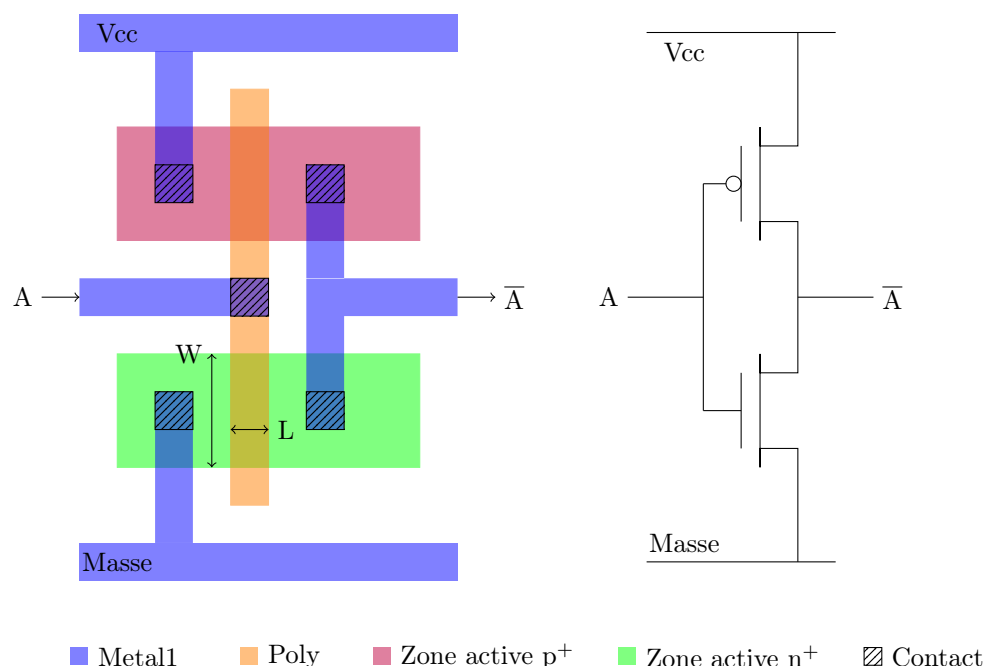 Vcc
A
A̅
W
L
Masse
Vcc
A
A̅
Masse
Metal1 Poly Zone active p⁺ Zone active n⁺ Contact